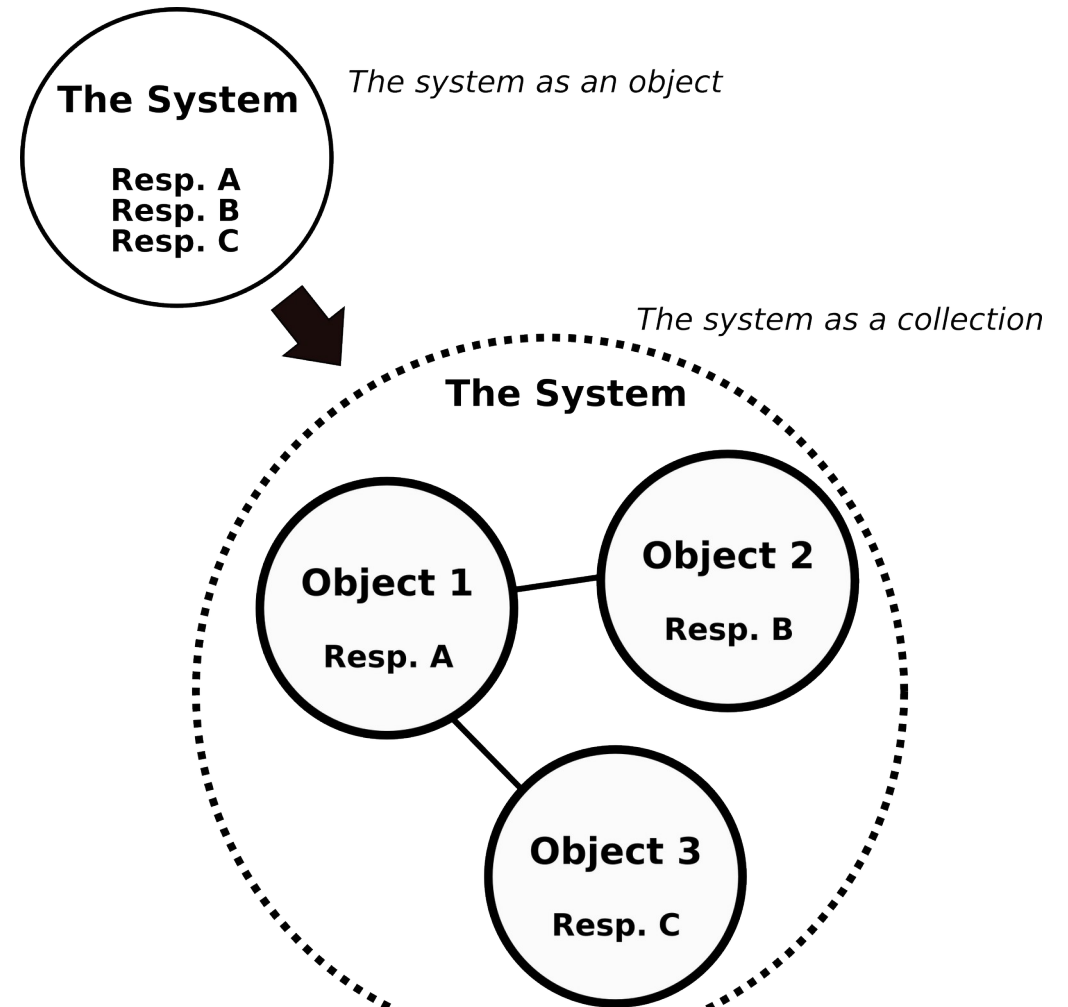 The System
The system as an object
Resp. A
Resp. B
Resp. C
The system as a collection
The System
Object 1
Resp. A
Object 2
Resp. B
Object 3
Resp. C